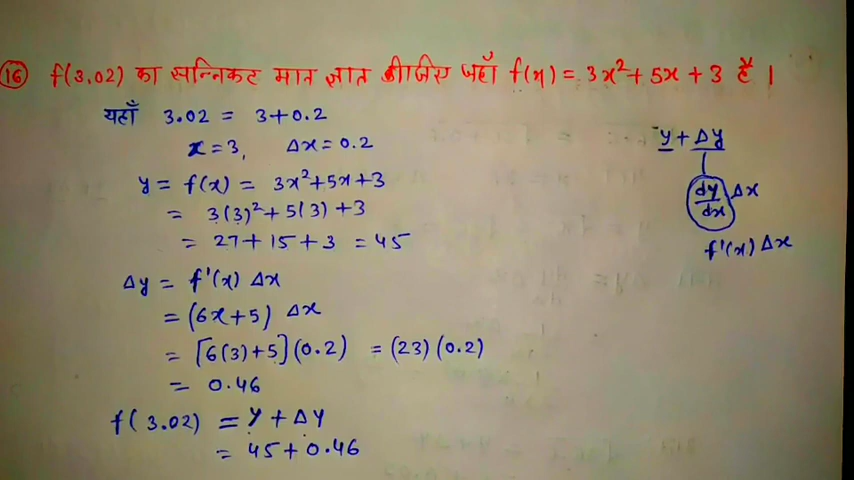 16 f(3.02) का सन्निकट मान ज्ञात कीजिए जहाँ f(x) = 3x² + 5x + 3 है ।
यहाँ 3.02 = 3+0.2
x = 3, Δx = 0.2
y = f(x) = 3x²+5x+3
= 3(3)² + 5(3) + 3
= 27 + 15 + 3 = 45
Δy = f'(x) Δx
= (6x+5) Δx
= [6(3)+5](0.2) = (23)(0.2)
= 0.46
f(3.02) = y + Δy
= 45 + 0.46
y + Δy
dy/dx Δx
f'(x) Δx